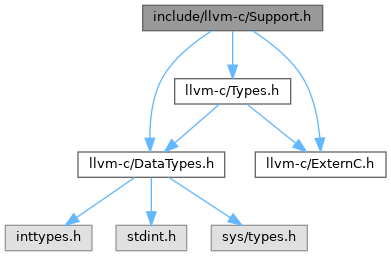 include/llvm-c/Support.h
llvm-c/Types.h
llvm-c/DataTypes.h
llvm-c/ExternC.h
inttypes.h
stdint.h
sys/types.h